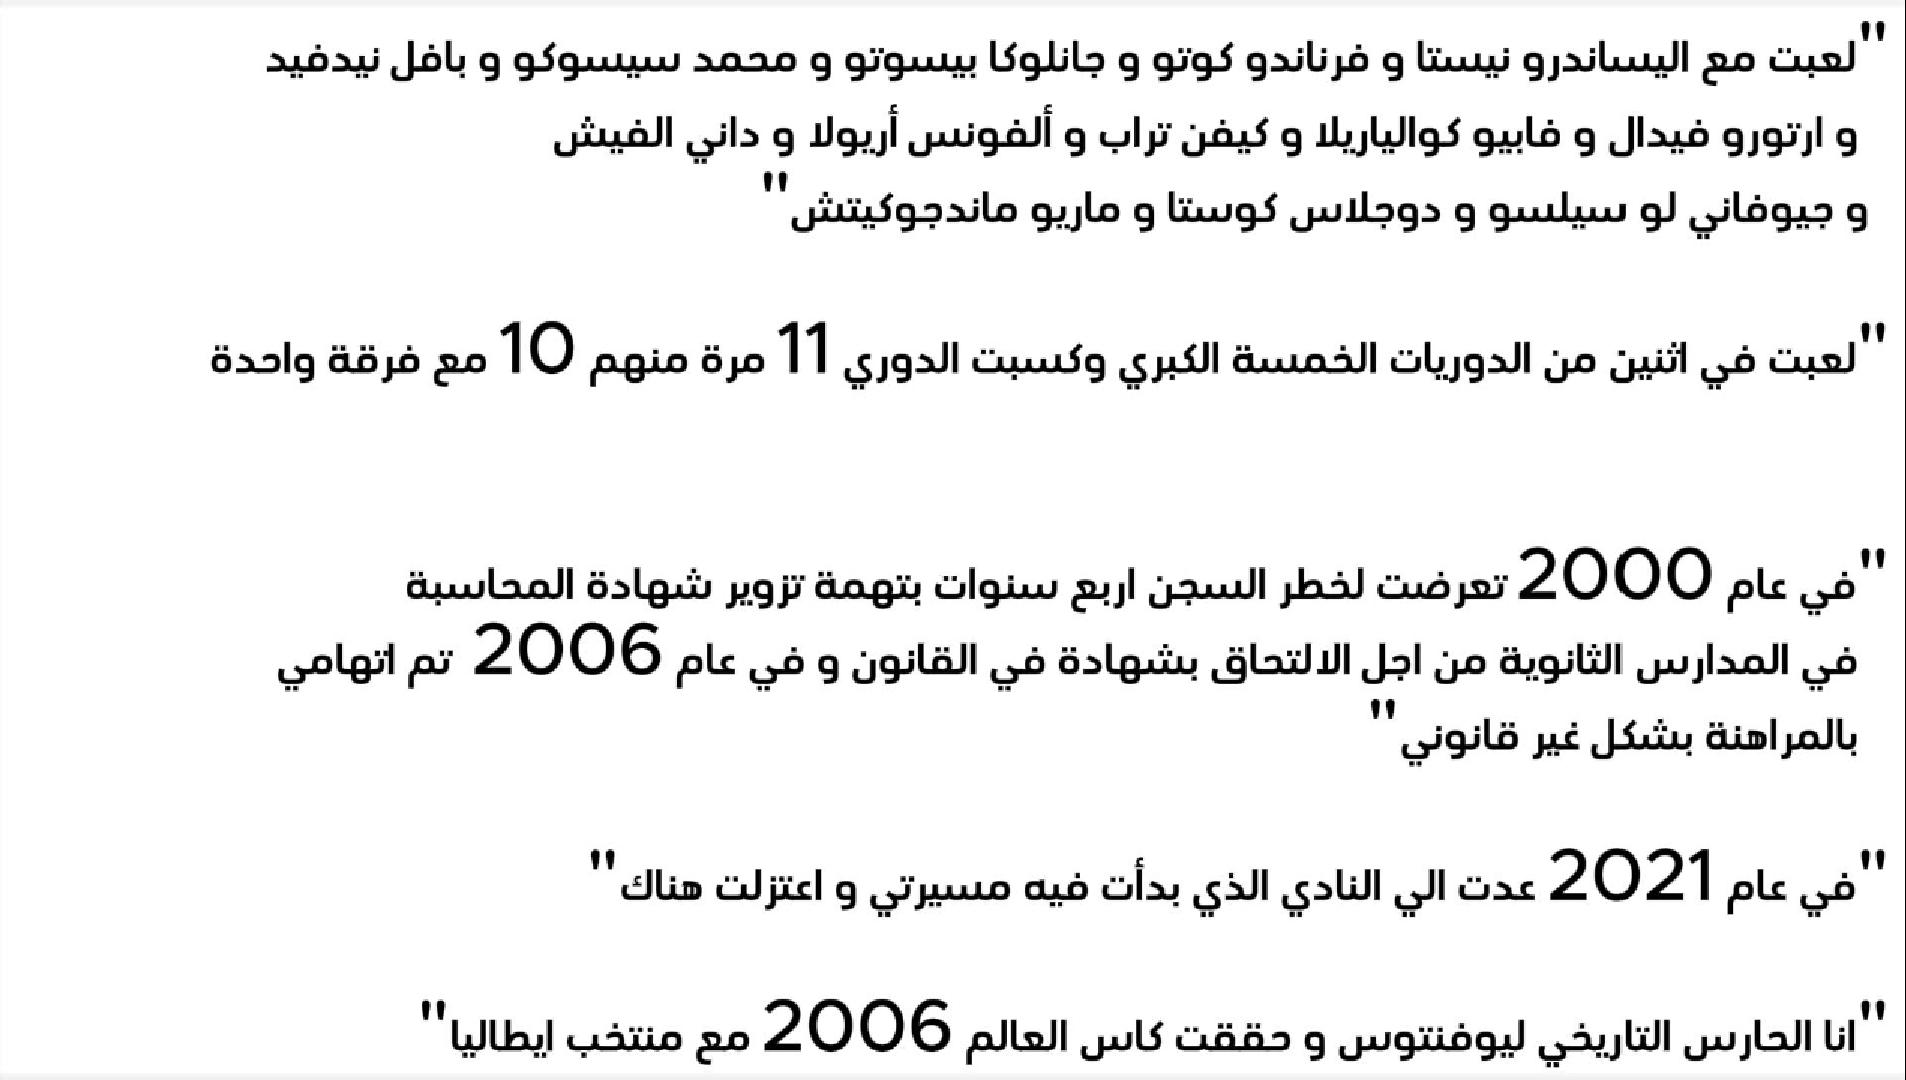 "لعبت مع اليساندرو نيستا و فرناندو كوتو و جانلوكا بيسوتو و محمد سيسوكو و بافل نيدفيد
و ارتورو فيدال و فابيو كوالياريلا و كيفن تراب و ألفونس أريولا و داني الفيش
و جيوفاني لو سيلسو و دوجلاس كوستا و ماريو ماندجوكيتش"
"لعبت في اثنين من الدوريات الخمسة الكبري وكسبت الدوري 11 مرة منهم 10 مع فرقة واحدة
"في عام 2000 تعرضت لخطر السجن اربع سنوات بتهمة تزوير شهادة المحاسبة
في المدارس الثانوية من اجل الالتحاق بشهادة في القانون و في عام 2006 تم اتهامي
بالمراهنة بشكل غير قانوني"
"في عام 2021 عدت الي النادي الذي بدأت فيه مسيرتي و اعتزلت هناك"
"انا الحارس التاريخي ليوفنتوس و حققت كاس العالم 2006 مع منتخب ايطاليا"